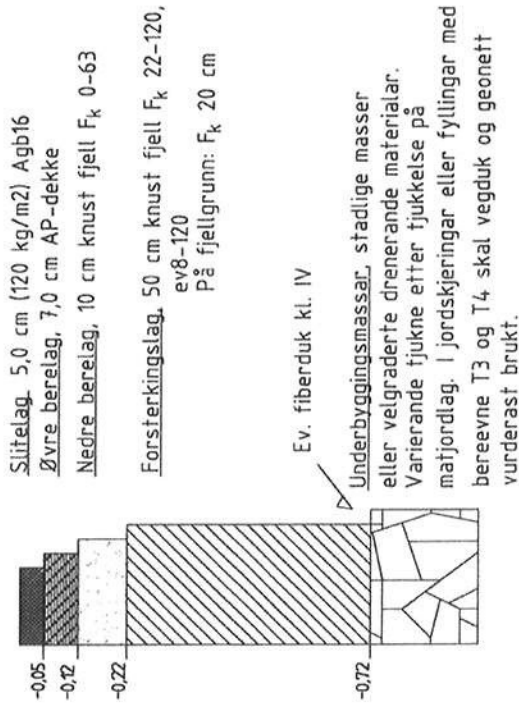 Slitelag, 5,0 cm (120 kg/m2) Agb16
Øvre berelag, 7,0 cm AP-dekke
Nedre berelag, 10 cm knust fjell Fk 0-63
Forsterkingslag, 50 cm knust fjell Fk 22-120,
ev8-120
På fjellgrunn: Fk 20 cm
Ev. fiberduk kl. IV
Underbyggingsmassar, stadlige masser
eller velgraderte drenerande materialar.
Varierande tjukne etter tjukkelse på
matjordlag. I jordskjeringar eller fyllingar med
bereevne T3 og T4 skal vegduk og geonett
vurderast brukt.
-0,05
-0,12
-0,22
-0,72